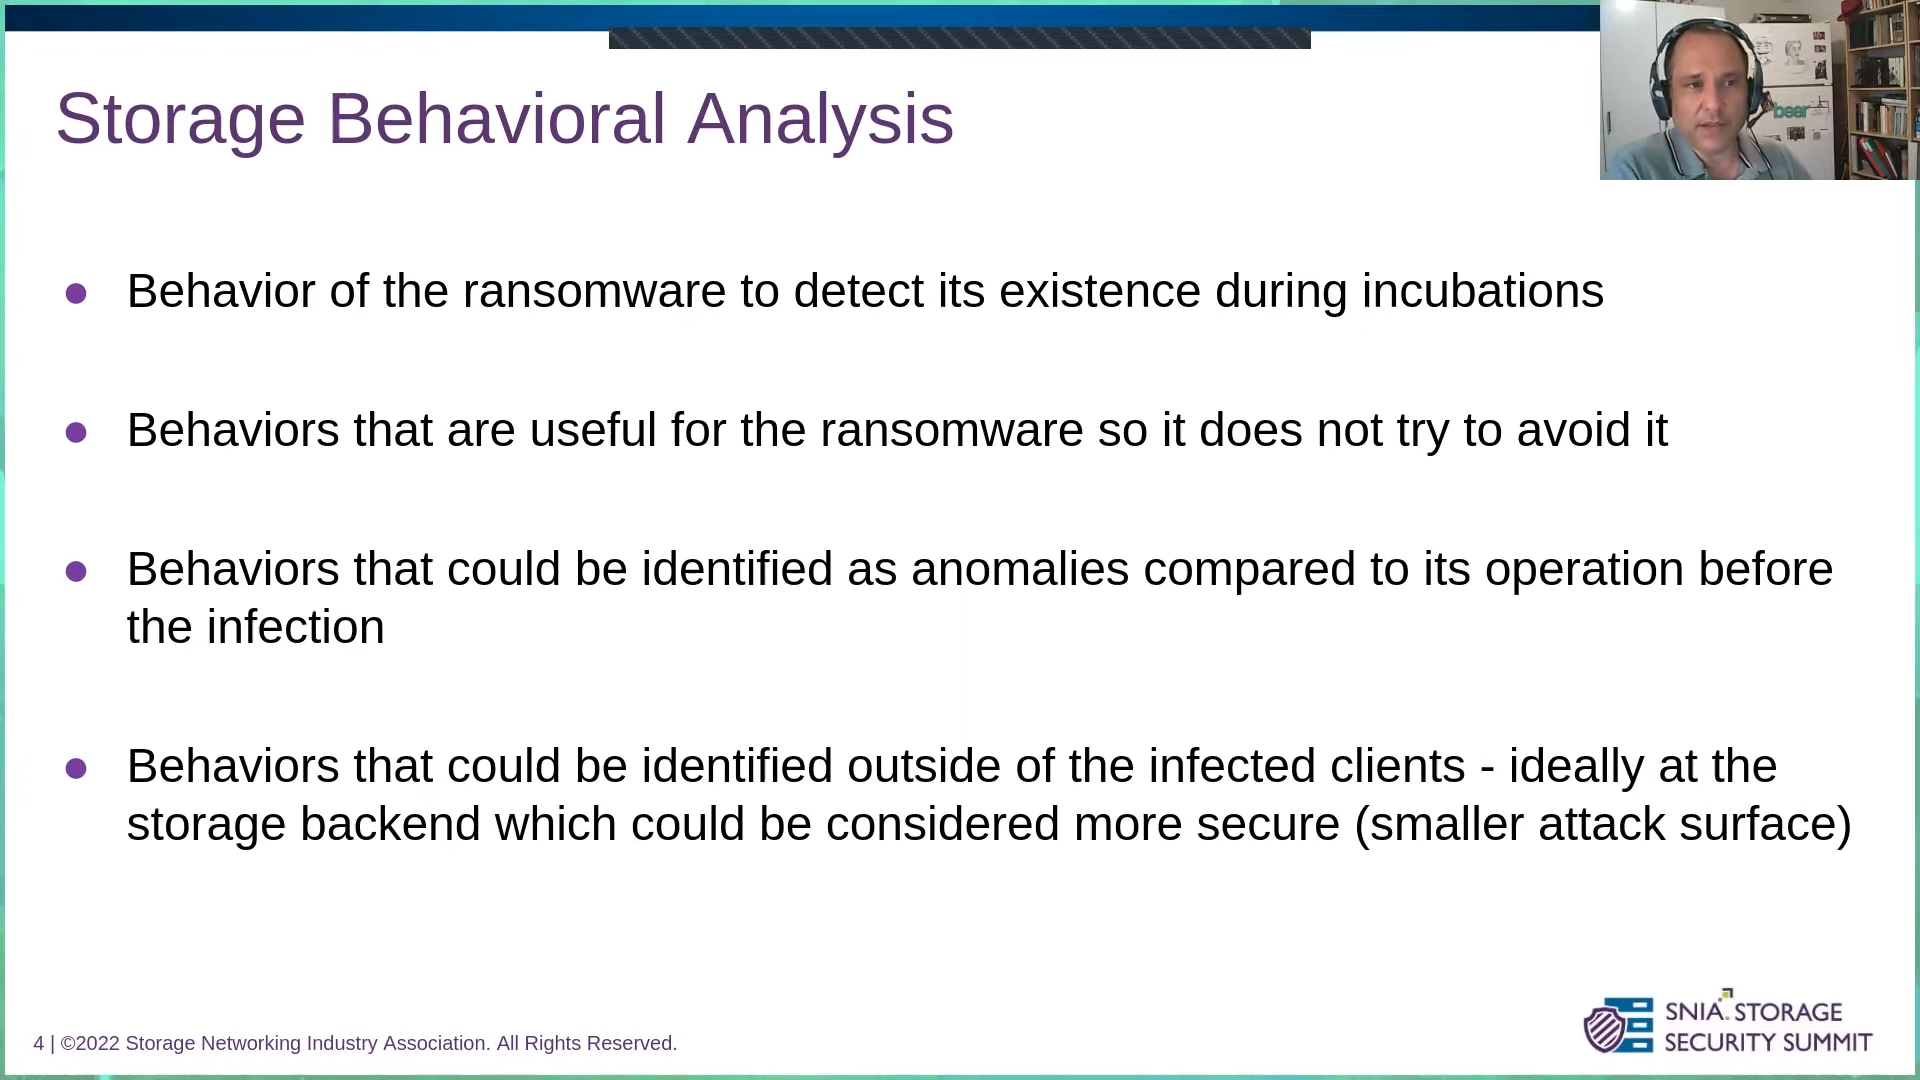 Storage Behavioral Analysis
beer
● Behavior of the ransomware to detect its existence during incubations
● Behaviors that are useful for the ransomware so it does not try to avoid it
● Behaviors that could be identified as anomalies compared to its operation before
the infection
● Behaviors that could be identified outside of the infected clients - ideally at the
storage backend which could be considered more secure (smaller attack surface)
4 | ©2022 Storage Networking Industry Association. All Rights Reserved.
SNIA. STORAGE
SECURITY SUMMIT